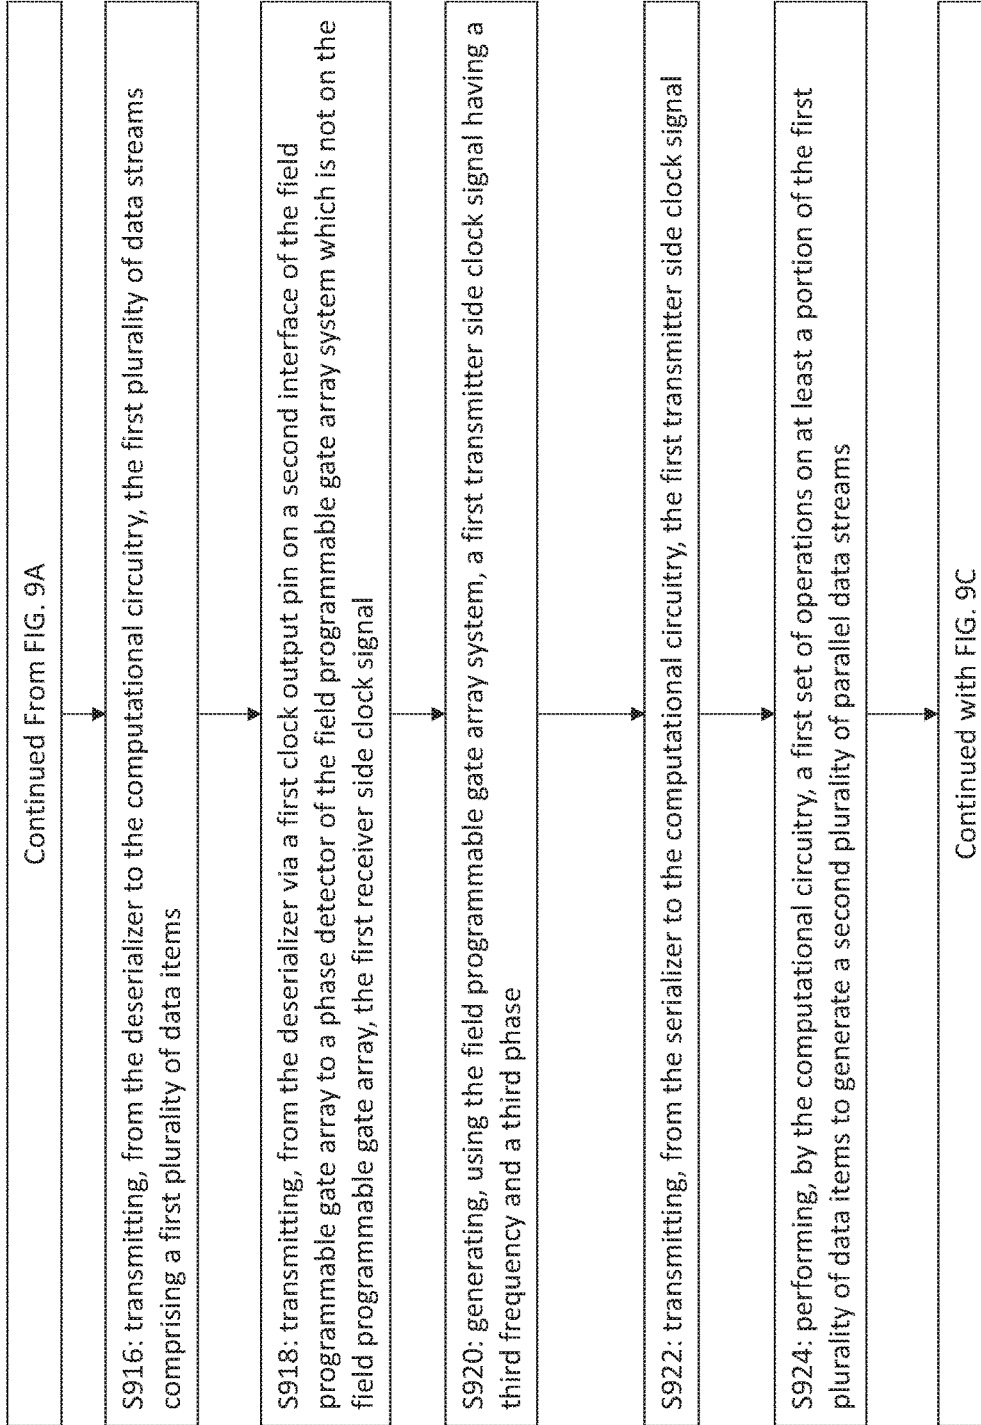 Continued From FIG. 9A
S916: transmitting, from the deserializer to the computational circuitry, the first plurality of data streams
comprising a first plurality of data items
S918: transmitting, from the deserializer via a first clock output pin on a second interface of the field
programmable gate array to a phase detector of the field programmable gate array system which is not on the
field programmable gate array, the first receiver side clock signal
S920: generating, using the field programmable gate array system, a first transmitter side clock signal having a
third frequency and a third phase
S922: transmitting, from the serializer to the computational circuitry, the first transmitter side clock signal
S924: performing, by the computational circuitry, a first set of operations on at least a portion of the first
plurality of data items to generate a second plurality of parallel data streams
Continued with FIG. 9C